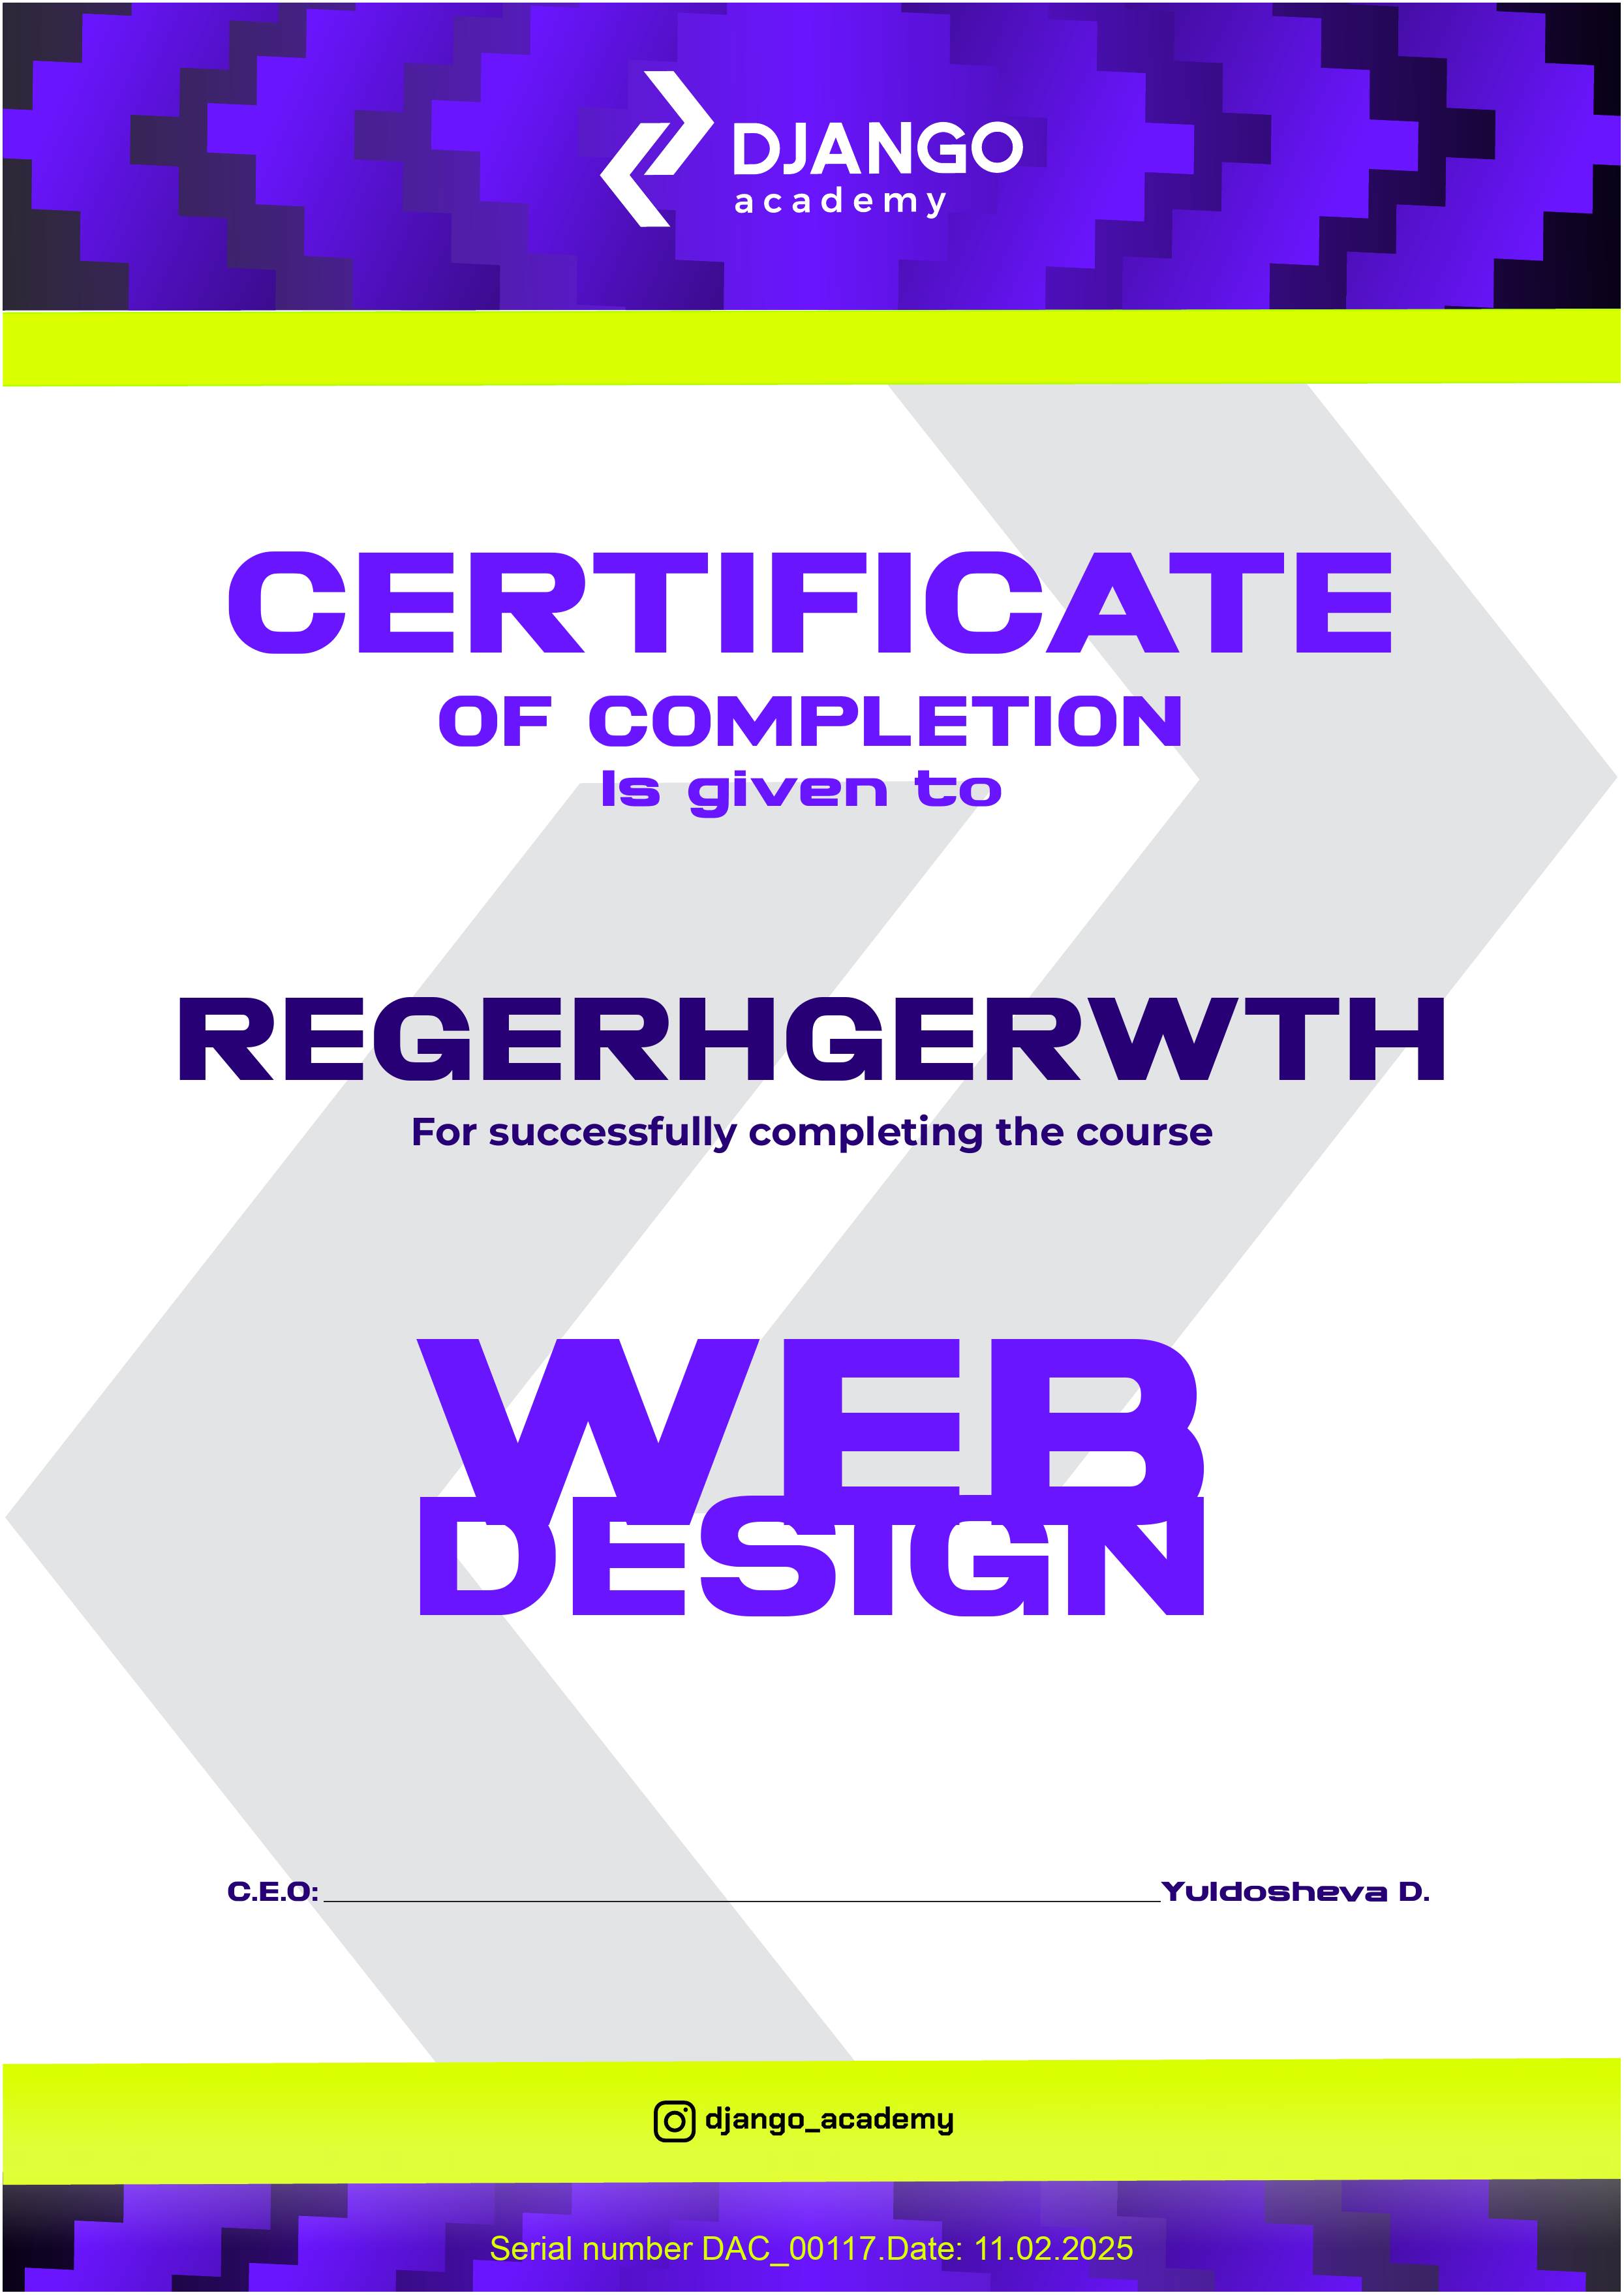 DJANGO
academy
CERTIFICATE
OF COMPLETION
Is given to
REGERHGERWTH
For successfully completing the course
WEB
DESIGN
C.E.O: Yuldosheva D.
django_academy
Serial number DAC_00117.Date: 11.02.2025